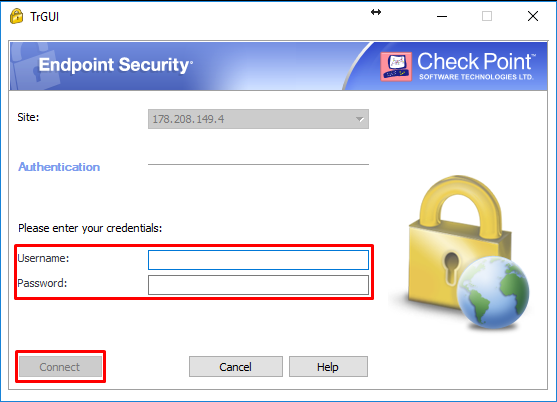 TrGUI
Endpoint Security
Check Point
SOFTWARE TECHNOLOGIES LTD.
Site: 178.208.149.4
Authentication
Please enter your credentials:
Username:
Password:
Connect Cancel Help